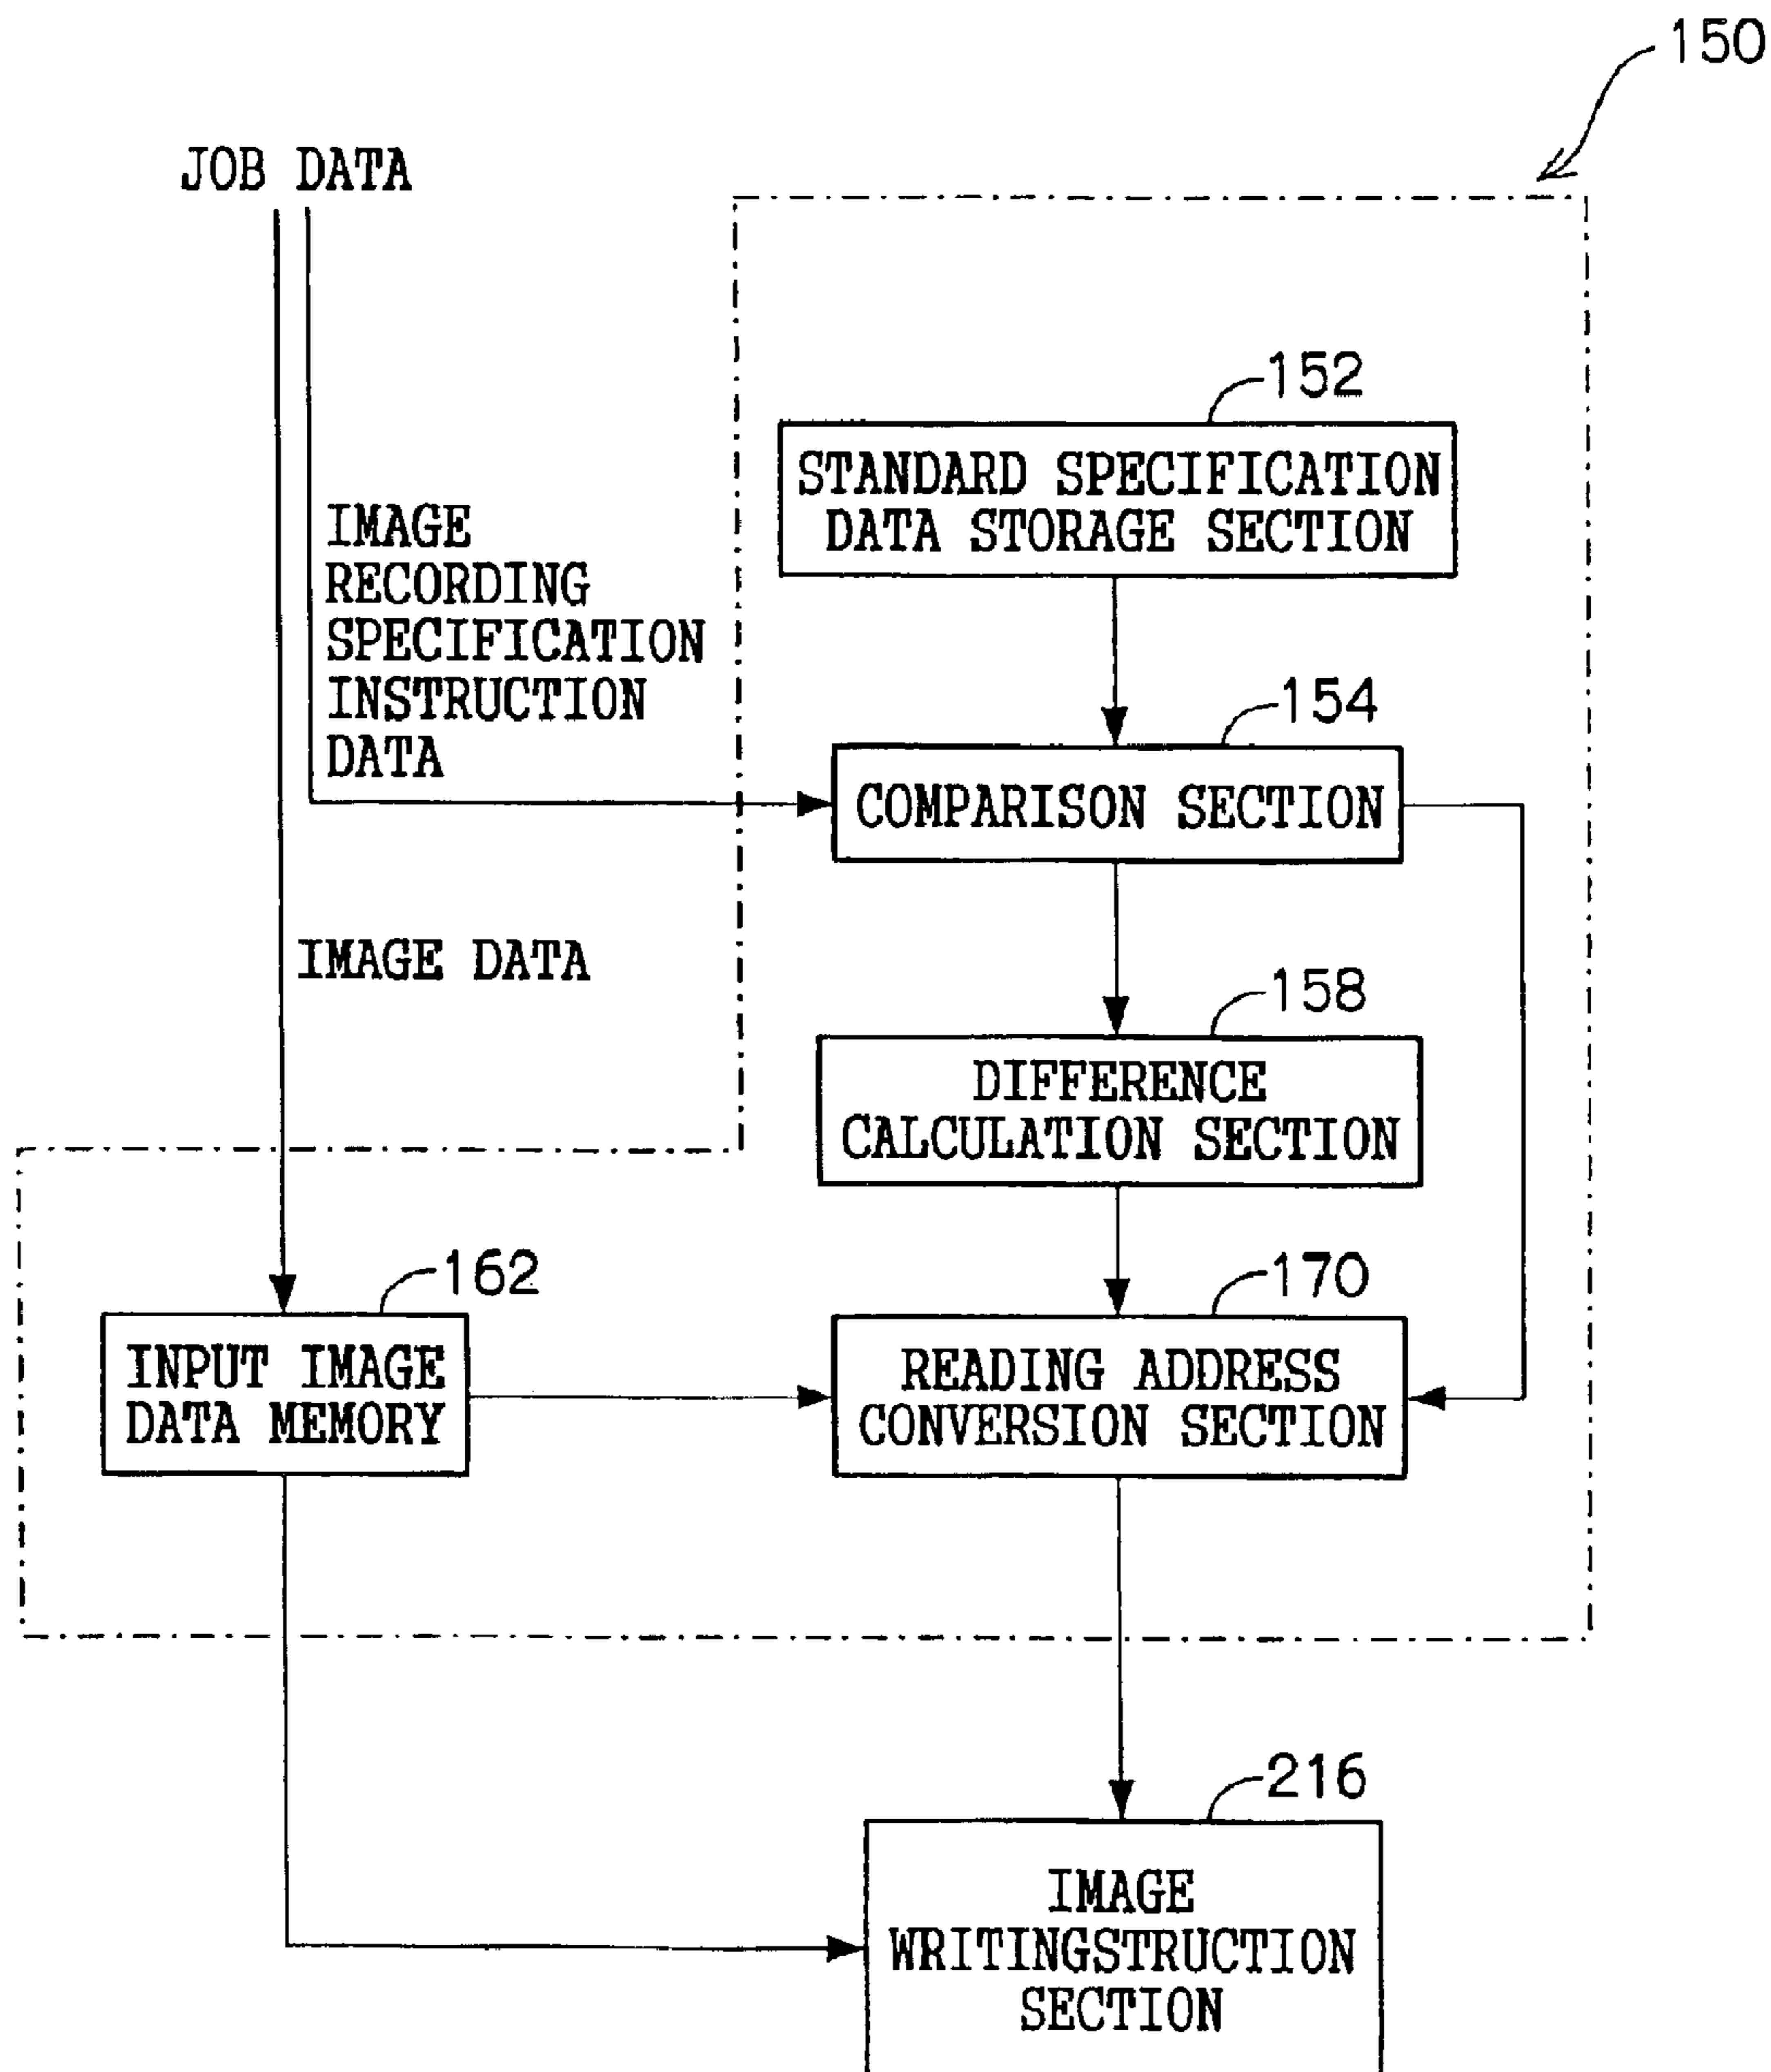 150
JOB DATA
152
STANDARD SPECIFICATION
DATA STORAGE SECTION
IMAGE
RECORDING
SPECIFICATION
INSTRUCTION
DATA
154
COMPARISON SECTION
IMAGE DATA
158
DIFFERENCE
CALCULATION SECTION
162
INPUT IMAGE
DATA MEMORY
170
READING ADDRESS
CONVERSION SECTION
216
IMAGE
WRITINGSTRUCTION
SECTION